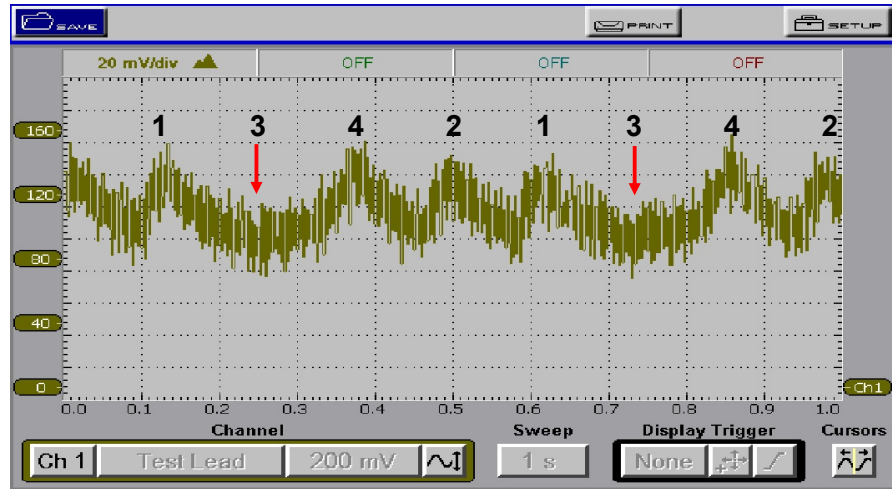 SAVE PRINT SETUP
20 mV/div OFF OFF OFF
1 3 4 2 1 3 4 2
160
120
80
40
0 Ch1
0.0 0.1 0.2 0.3 0.4 0.5 0.6 0.7 0.8 0.9 1.0
Channel Sweep Display Trigger Cursors
Ch 1 Test Lead 200 mV 1 s None